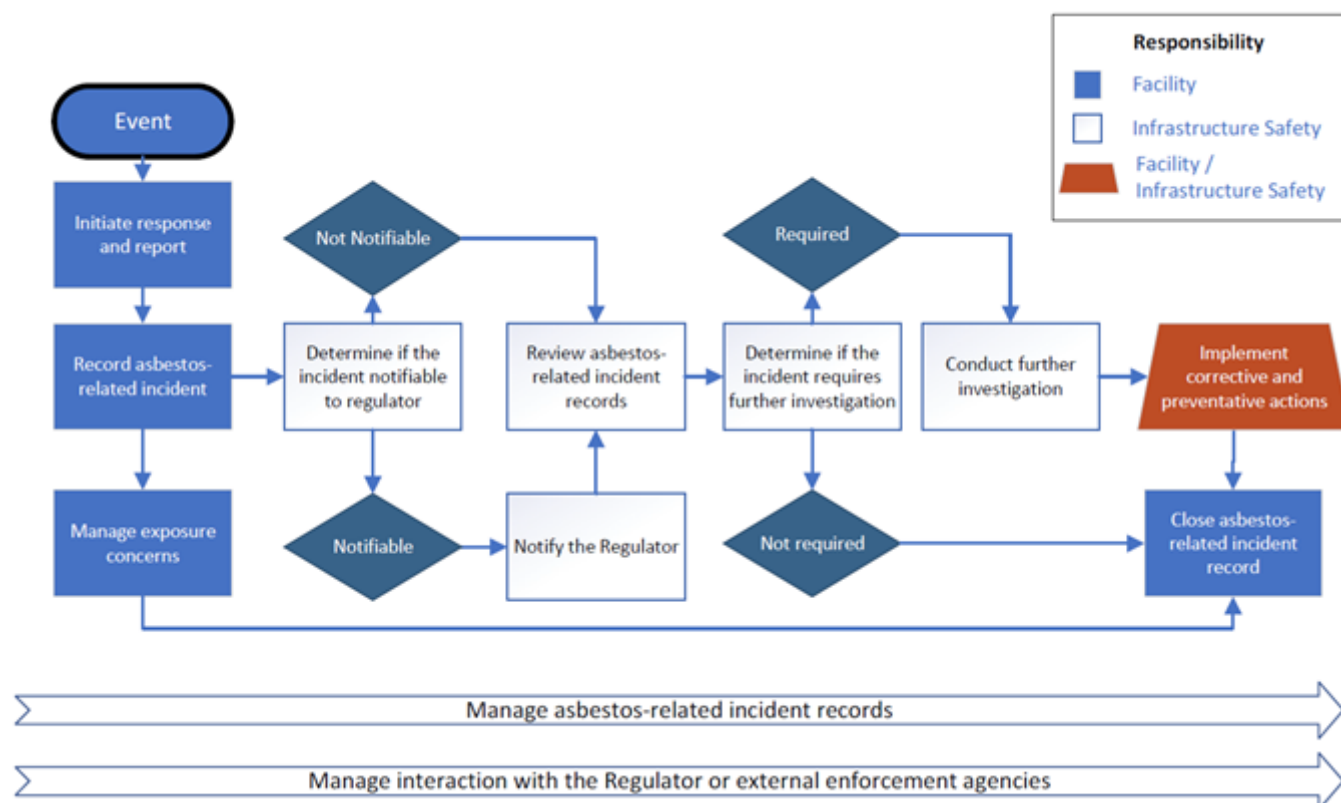 Responsibility
Facility
Infrastructure Safety
Facility /
Infrastructure Safety
Event
Initiate response
and report
Not Notifiable
Required
Record asbestos-
related incident
Determine if the
incident notifiable
to regulator
Review asbestos-
related incident
records
Determine if the
incident requires
further investigation
Conduct further
investigation
Implement
corrective and
preventative actions
Manage exposure
concerns
Notifiable
Notify the Regulator
Not required
Close asbestos-
related incident
record
Manage asbestos-related incident records
Manage interaction with the Regulator or external enforcement agencies